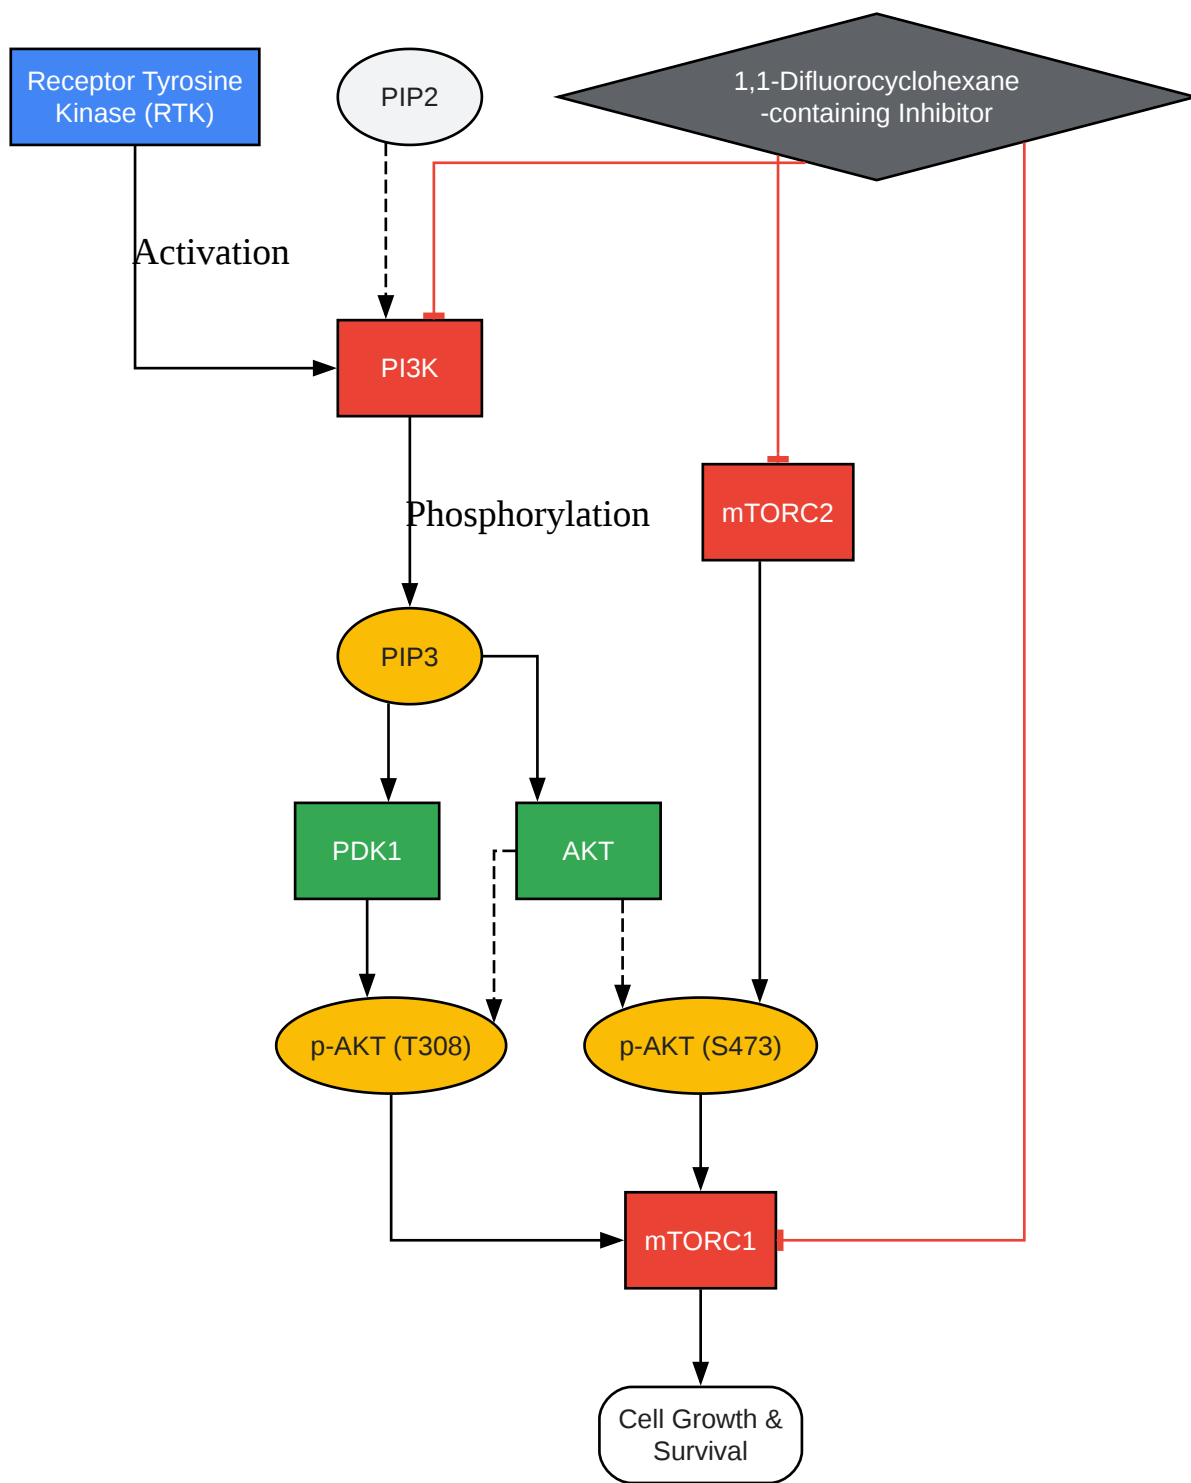 Receptor Tyrosine
Kinase (RTK)
PIP2
1,1-Difluorocyclohexane
-containing Inhibitor
Activation
PI3K
Phosphorylation
mTORC2
PIP3
PDK1
AKT
p-AKT (T308)
p-AKT (S473)
mTORC1
Cell Growth &
Survival